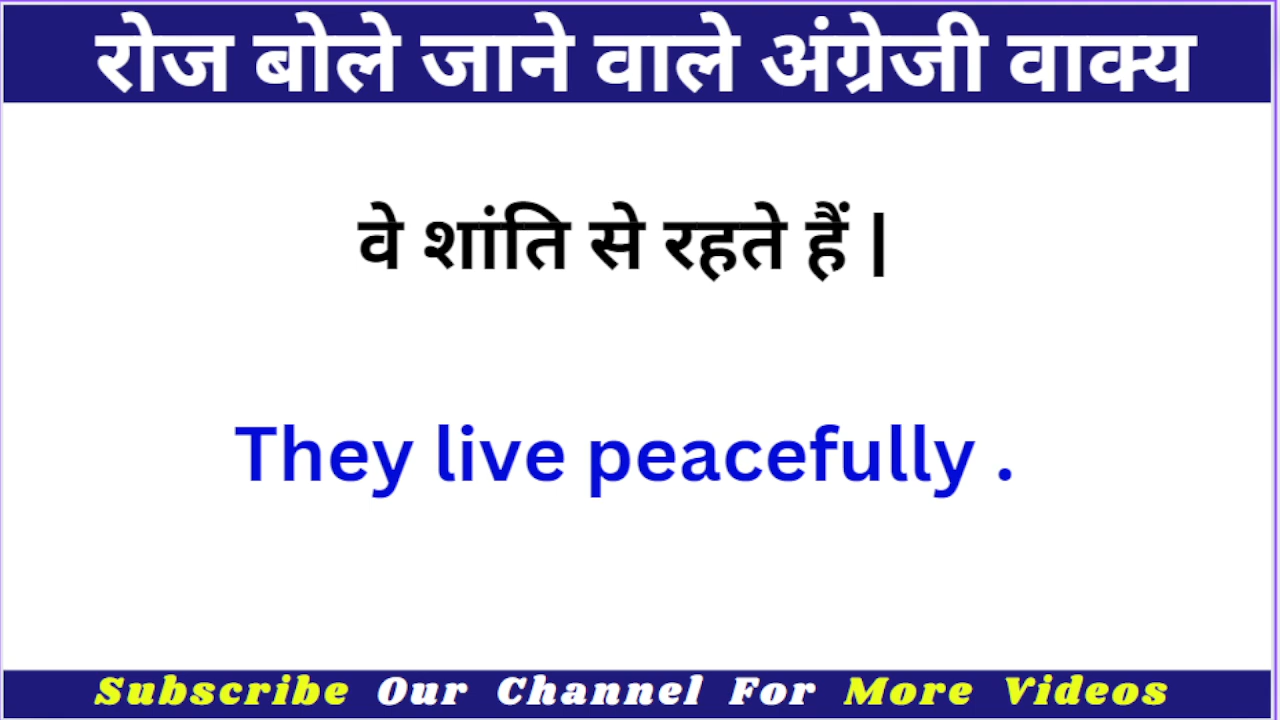 रोज बोले जाने वाले अंग्रेजी वाक्य
वे शांति से रहते हैं |
They live peacefully .
Subscribe Our Channel For More Videos